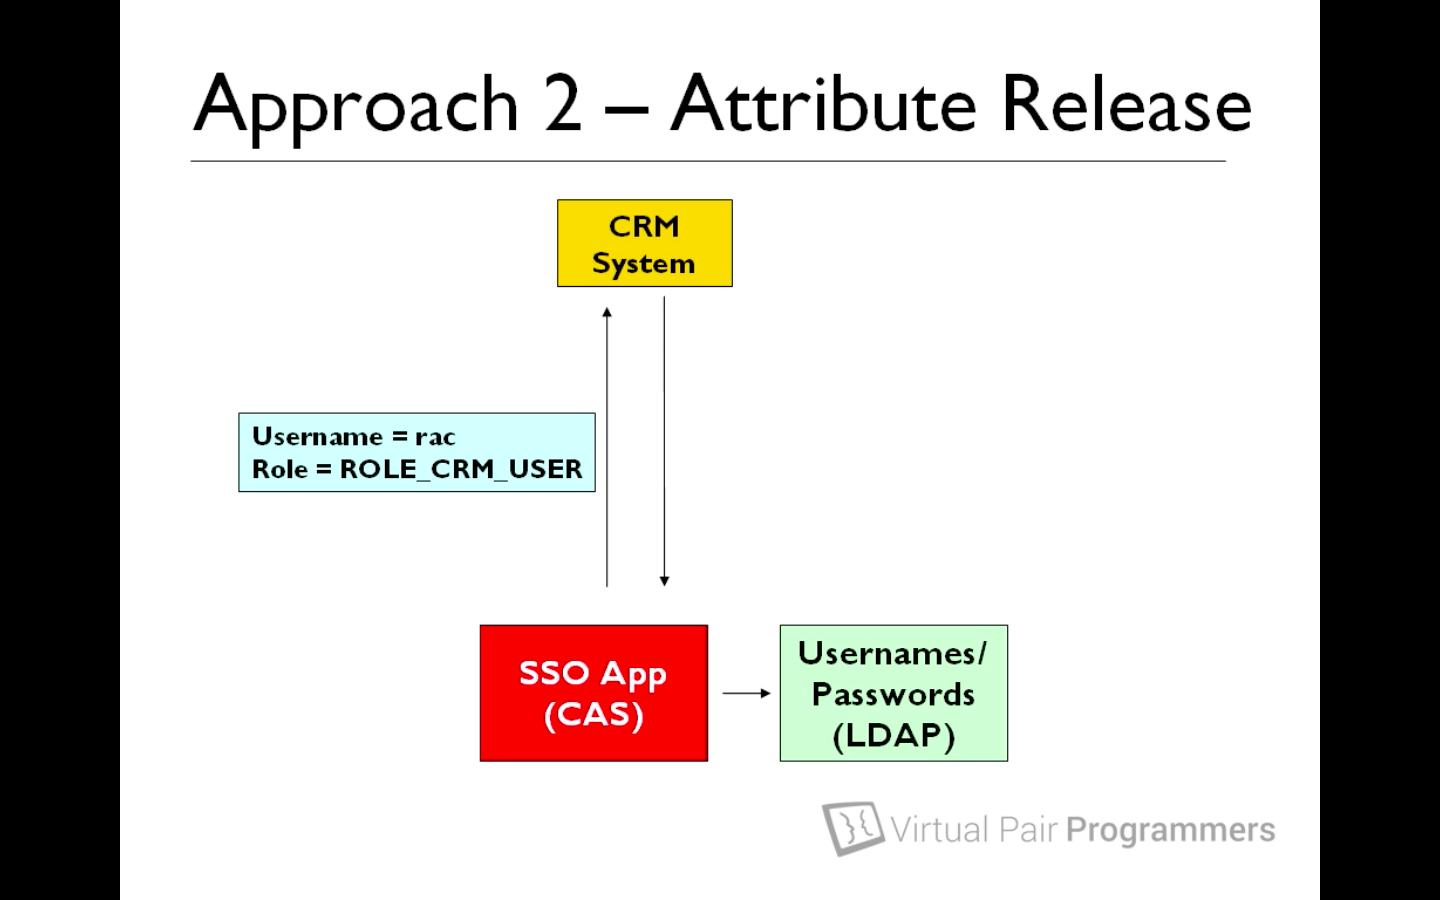 Approach 2 – Attribute Release
CRM
System
Username = rac
Role = ROLE_CRM_USER
SSO App
(CAS)
Usernames/
Passwords
(LDAP)
Virtual Pair Programmers